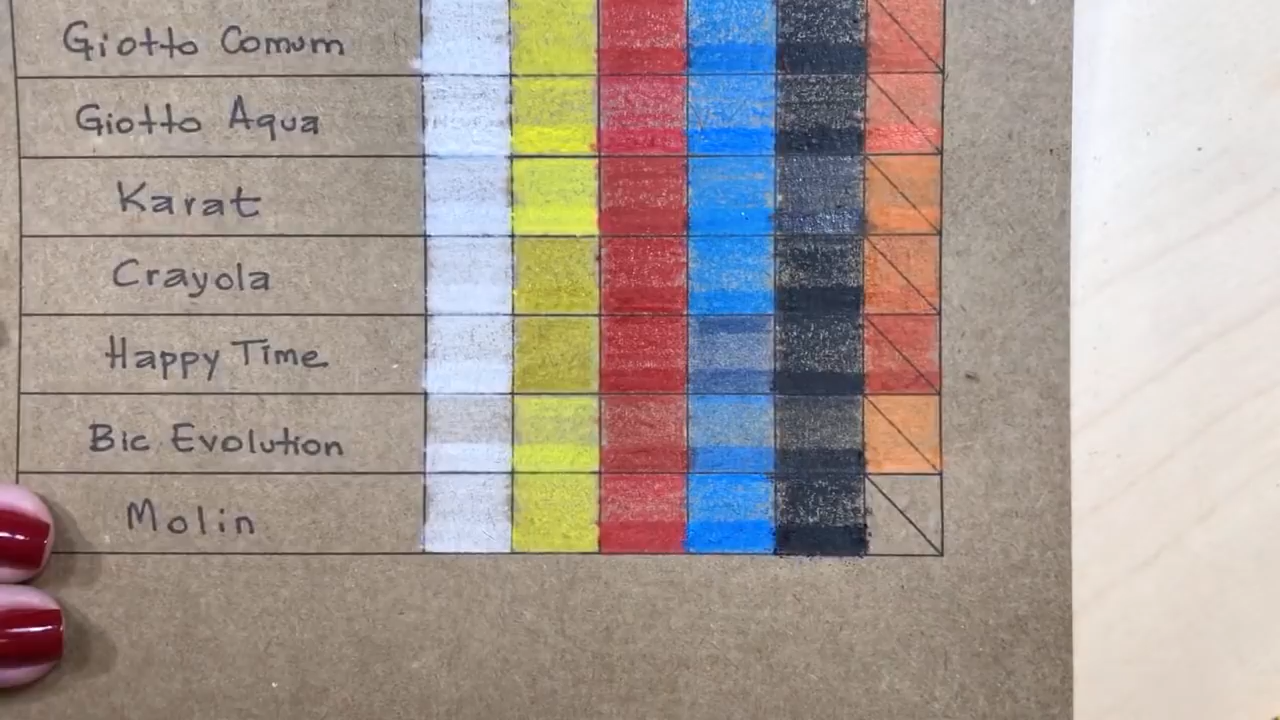 Giotto Comum
Giotto Aqua
Karat
Crayola
Happy Time
Bic Evolution
Molin